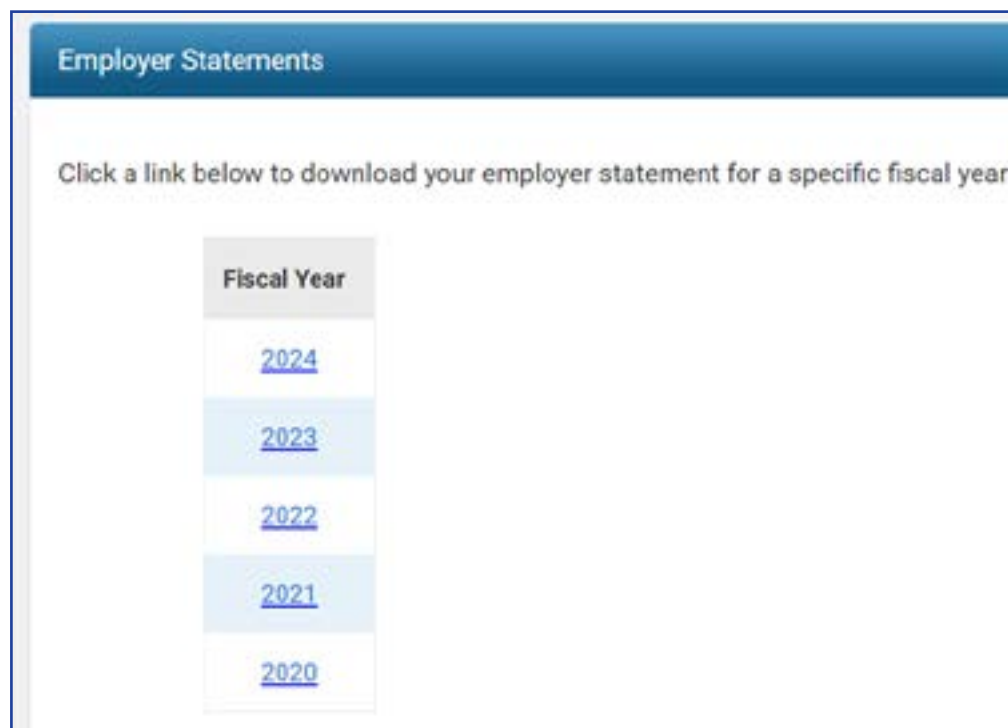 Employer Statements
Click a link below to download your employer statement for a specific fiscal year
Fiscal Year
2024
2023
2022
2021
2020